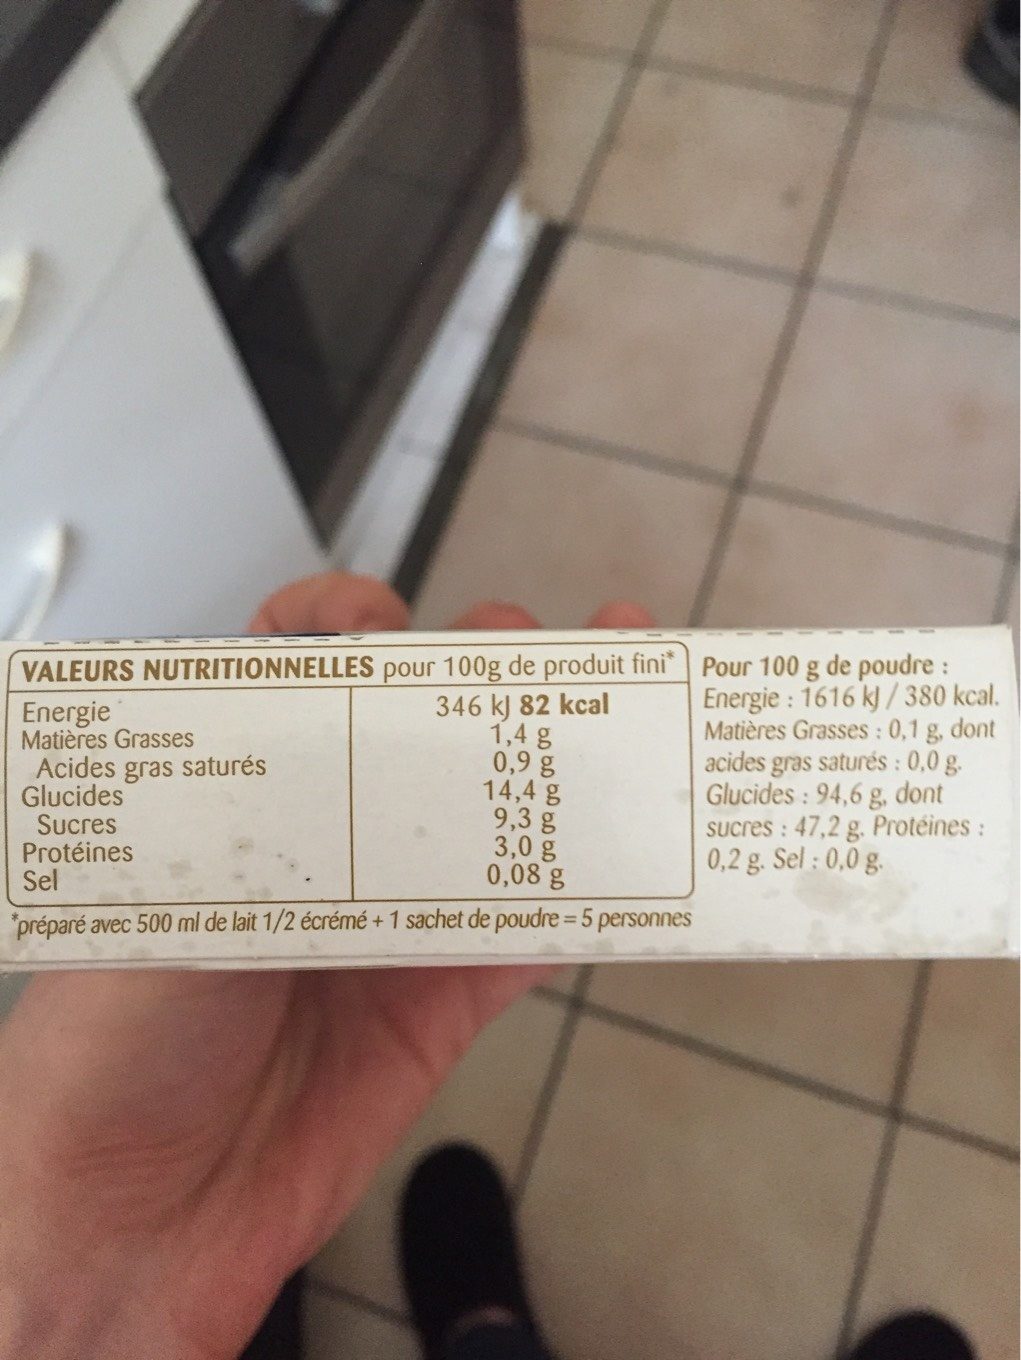 VALEURS NUTRITIONNELLES pour 100g de produit fini*
Energie 346 kJ 82 kcal
Matières Grasses 1,4 g
Acides gras saturés 0,9 g
Glucides 14,4 g
Sucres 9,3 g
Protéines 3,0 g
Sel 0,08 g
*préparé avec 500 ml de lait 1/2 écrémé + 1 sachet de poudre = 5 personnes
Pour 100 g de poudre :
Energie : 1616 kJ / 380 kcal.
Matières Grasses : 0,1 g, dont
acides gras saturés : 0,0 g.
Glucides : 94,6 g, dont
sucres : 47,2 g. Protéines :
0,2 g. Sel : 0,0 g.